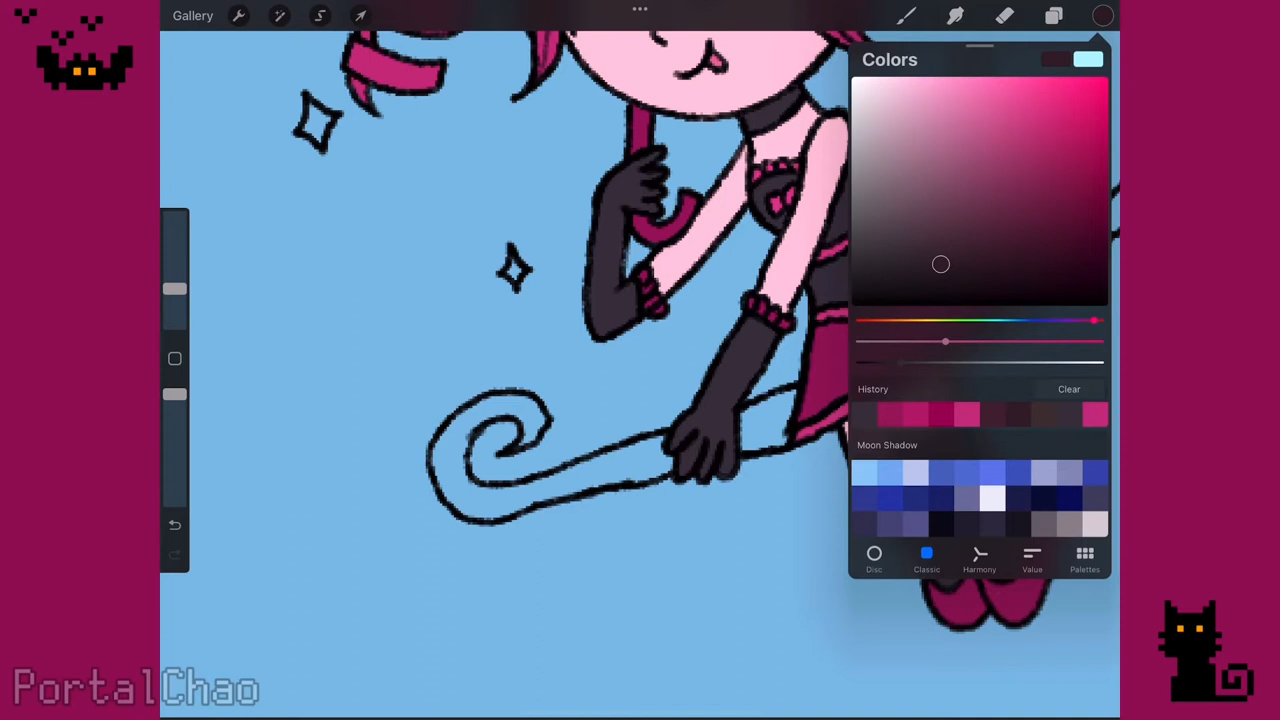 Gallery
Colors
History
Clear
Moon Shadow
Disc
Classic
Harmony
Value
Palettes
PortalChao